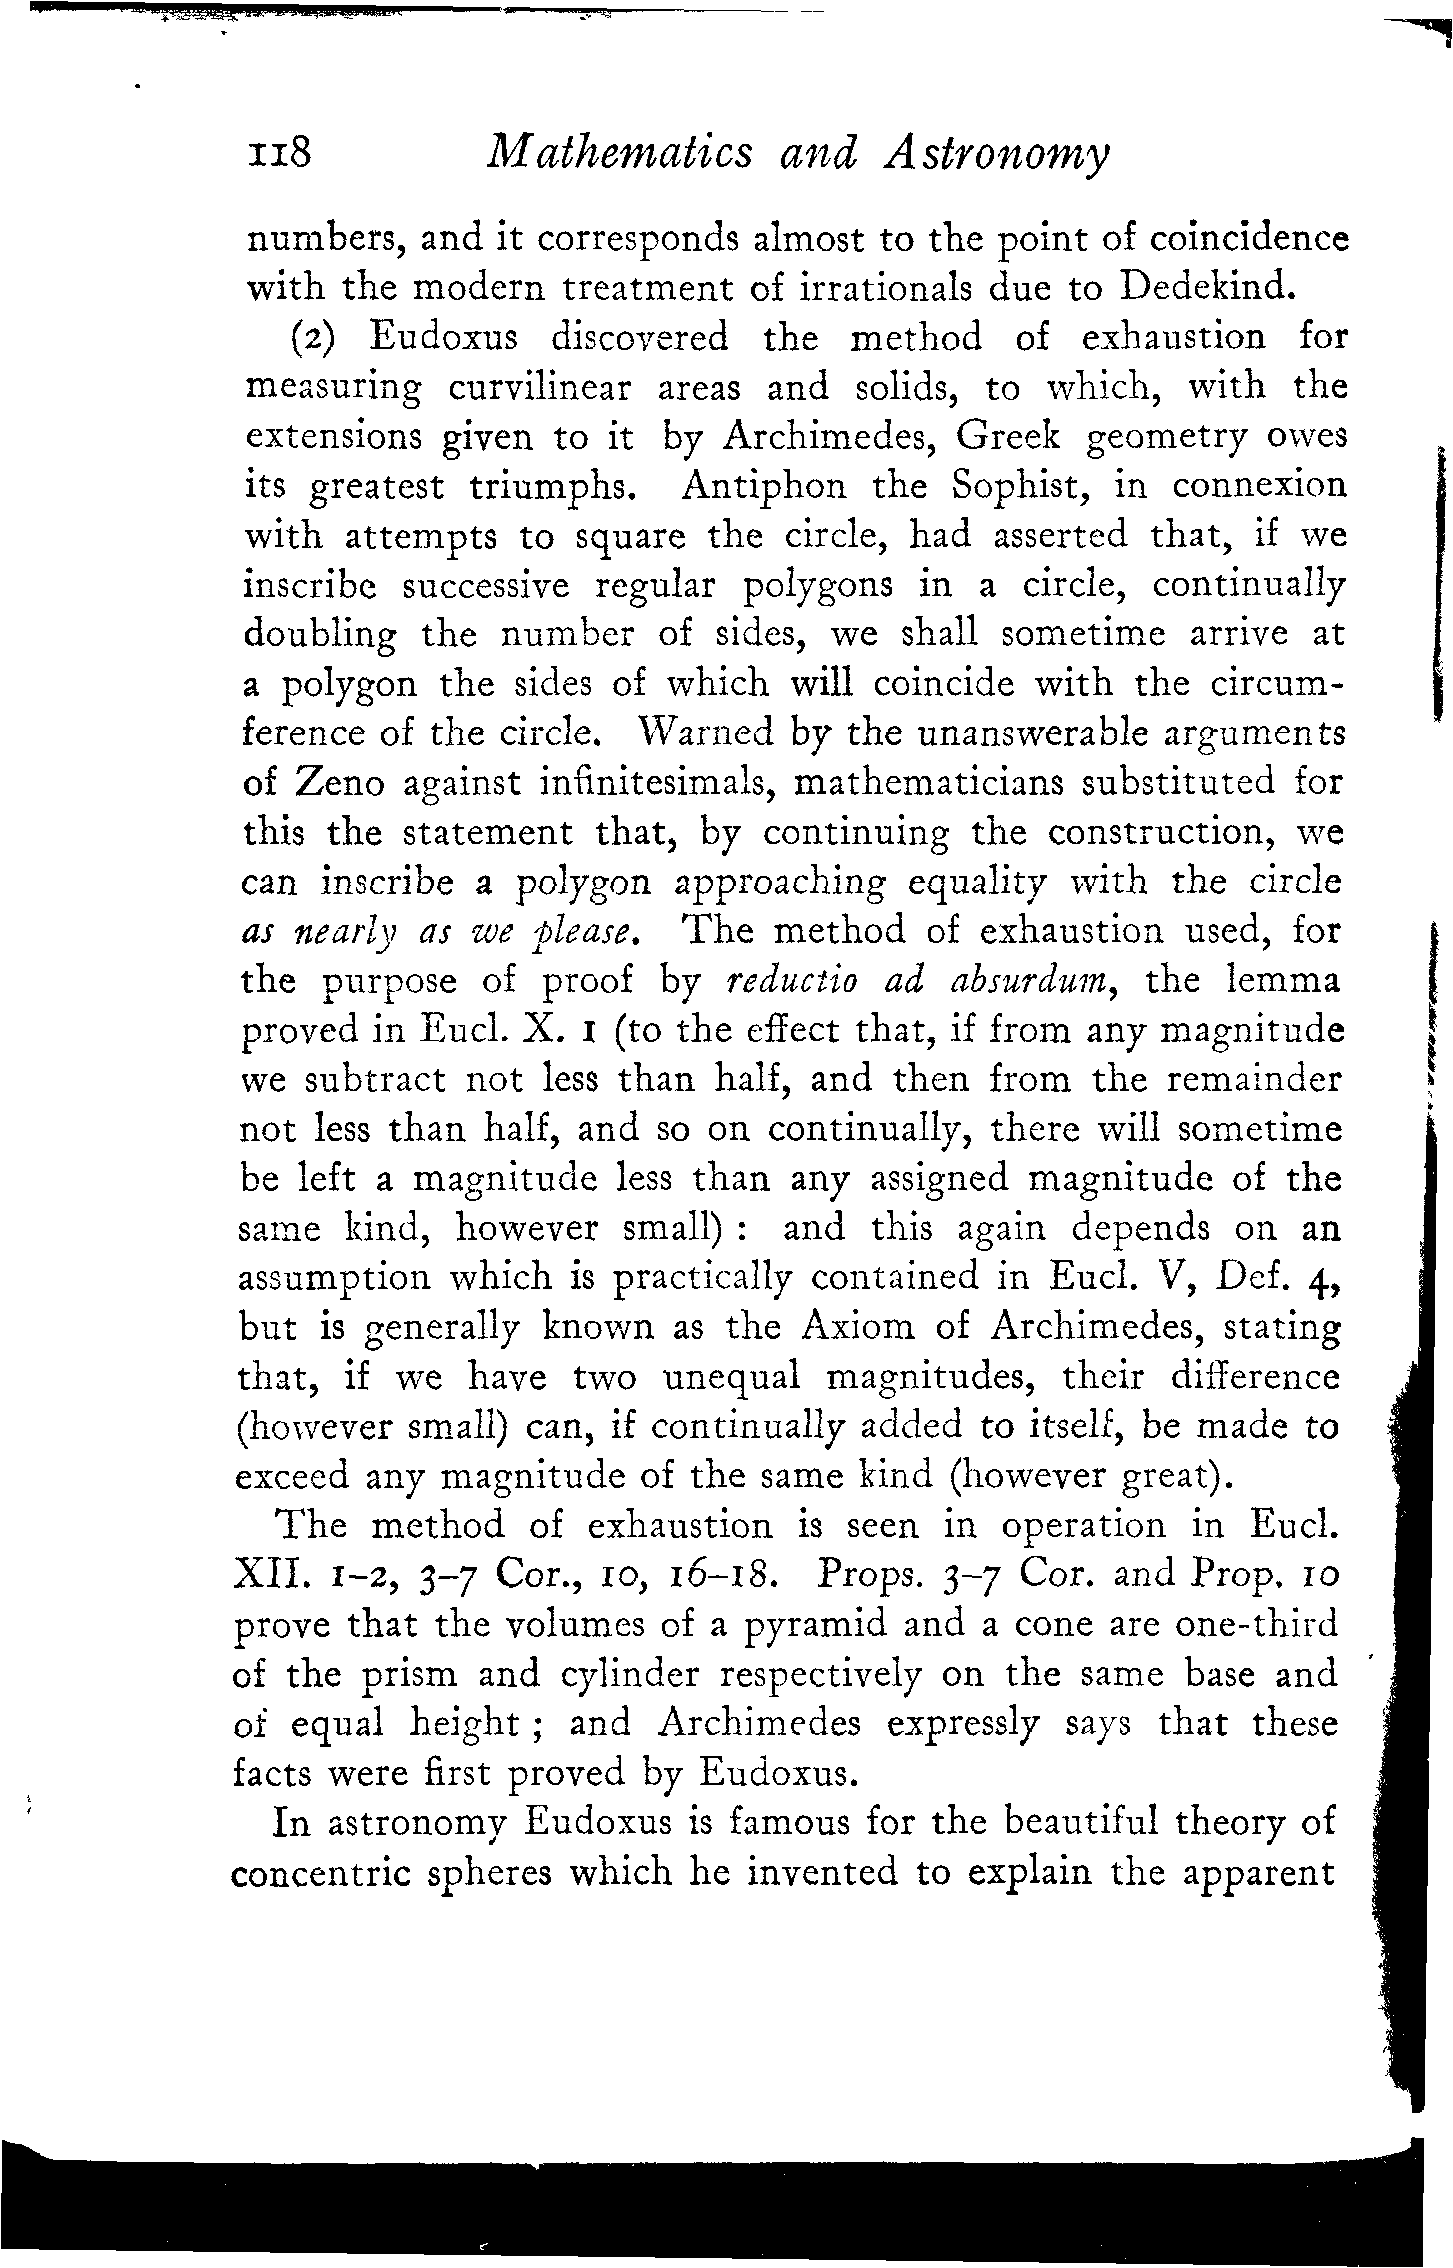 118 Mathematics and Astronomy
numbers, and it corresponds almost to the point of coincidence
with the modern treatment of irrationals due to Dedekind.
(2) Eudoxus discovered the method of exhaustion for
measuring curvilinear areas and solids, to which, with the
extensions given to it by Archimedes, Greek geometry owes
its greatest triumphs. Antiphon the Sophist, in connexion
with attempts to square the circle, had asserted that, if we
inscribe successive regular polygons in a circle, continually
doubling the number of sides, we shall sometime arrive at
a polygon the sides of which will coincide with the circum-
ference of the circle. Warned by the unanswerable arguments
of Zeno against infinitesimals, mathematicians substituted for
this the statement that, by continuing the construction, we
can inscribe a polygon approaching equality with the circle
as nearly as we please. The method of exhaustion used, for
the purpose of proof by reductio ad absurdum, the lemma
proved in Eucl. X. 1 (to the effect that, if from any magnitude
we subtract not less than half, and then from the remainder
not less than half, and so on continually, there will sometime
be left a magnitude less than any assigned magnitude of the
same kind, however small) : and this again depends on an
assumption which is practically contained in Eucl. V, Def. 4,
but is generally known as the Axiom of Archimedes, stating
that, if we have two unequal magnitudes, their difference
(however small) can, if continually added to itself, be made to
exceed any magnitude of the same kind (however great).
The method of exhaustion is seen in operation in Eucl.
XII. 1–2, 3–7 Cor., 10, 16–18. Props. 3–7 Cor. and Prop. 10
prove that the volumes of a pyramid and a cone are one-third
of the prism and cylinder respectively on the same base and
of equal height ; and Archimedes expressly says that these
facts were first proved by Eudoxus.
In astronomy Eudoxus is famous for the beautiful theory of
concentric spheres which he invented to explain the apparent